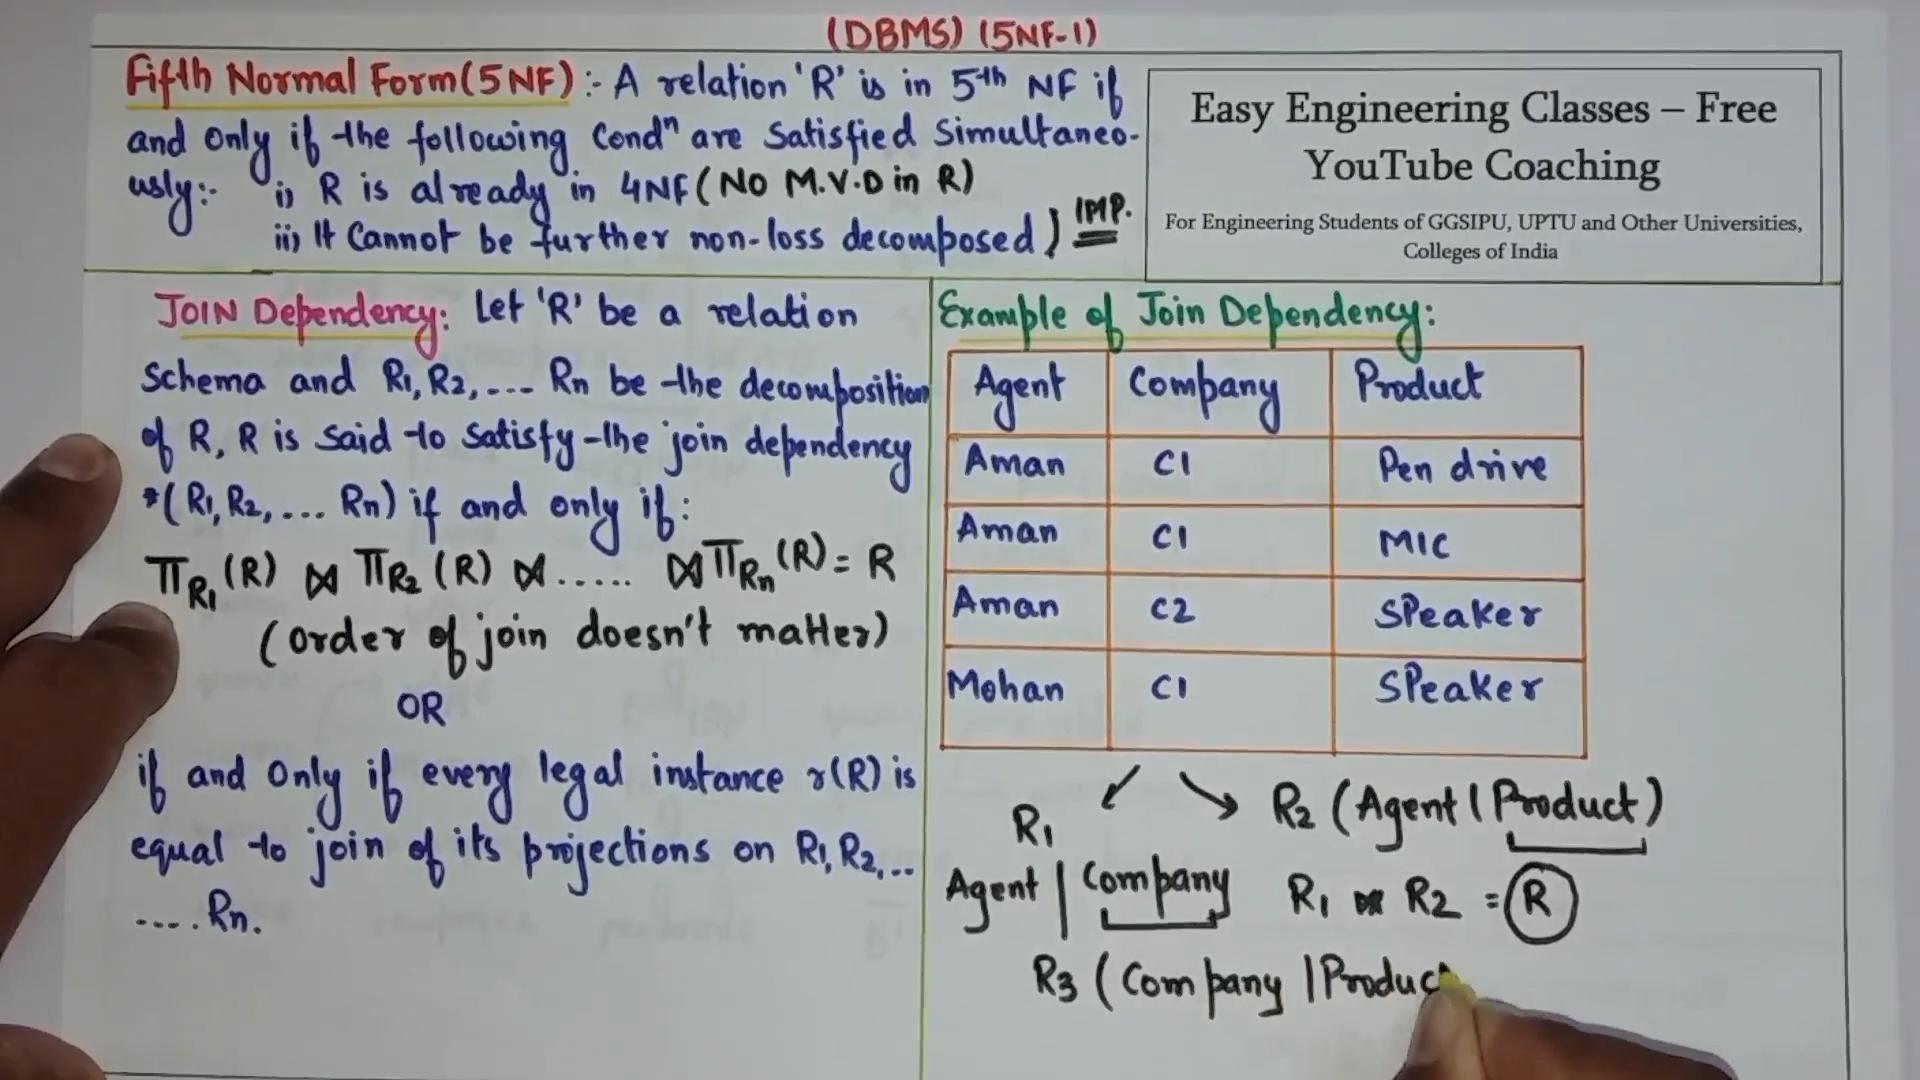 (DBMS) (5NF-1)
Fifth Normal Form(5NF) :- A relation 'R' is in 5th NF if
and only if the following Condn are Satisfied Simultaneo-
usly:- i) R is already in 4NF (NO M.V.D in R)
ii) It Cannot be further non-loss decomposed) IMP.
Easy Engineering Classes – Free
YouTube Coaching
For Engineering Students of GGSIPU, UPTU and Other Universities,
Colleges of India
JOIN Dependency: Let 'R' be a relation
Schema and R1, R2, .... Rn be the decomposition
of R, R is said to satisfy the join dependency
*(R1, R2, ... Rn) if and only if:
πR1(R) ⋈ πR2(R) ⋈ ..... ⋈ πRn(R) = R
(order of join doesn't matter)
OR
if and Only if every legal instance r(R) is
equal to join of its projections on R1, R2, ..
.... Rn.
Example of Join Dependency:
Agent Company Product
Aman C1 Pen drive
Aman C1 MIC
Aman C2 SPeaker
Mohan C1 SPeaker
R1 R2 (Agent | Product)
Agent | Company R1 ⋈ R2 = R
R3 (Company | Product